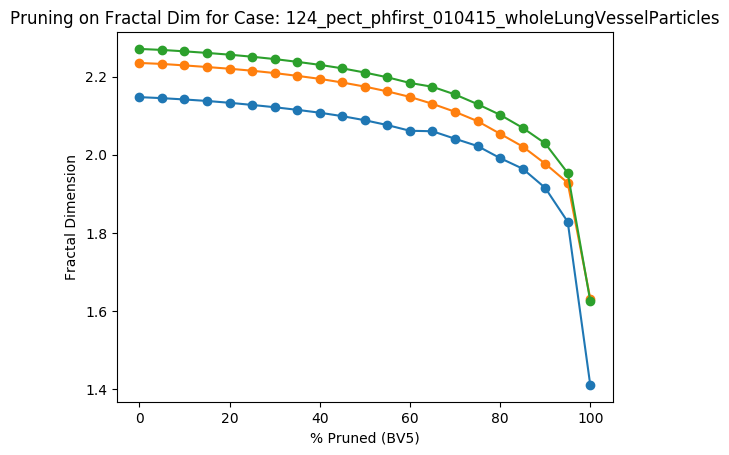 Pruning on Fractal Dim for Case: 124_pect_phfirst_010415_wholeLungVesselParticles
2.2
2.0
1.8
1.6
1.4
Fractal Dimension
0 20 40 60 80 100
% Pruned (BV5)